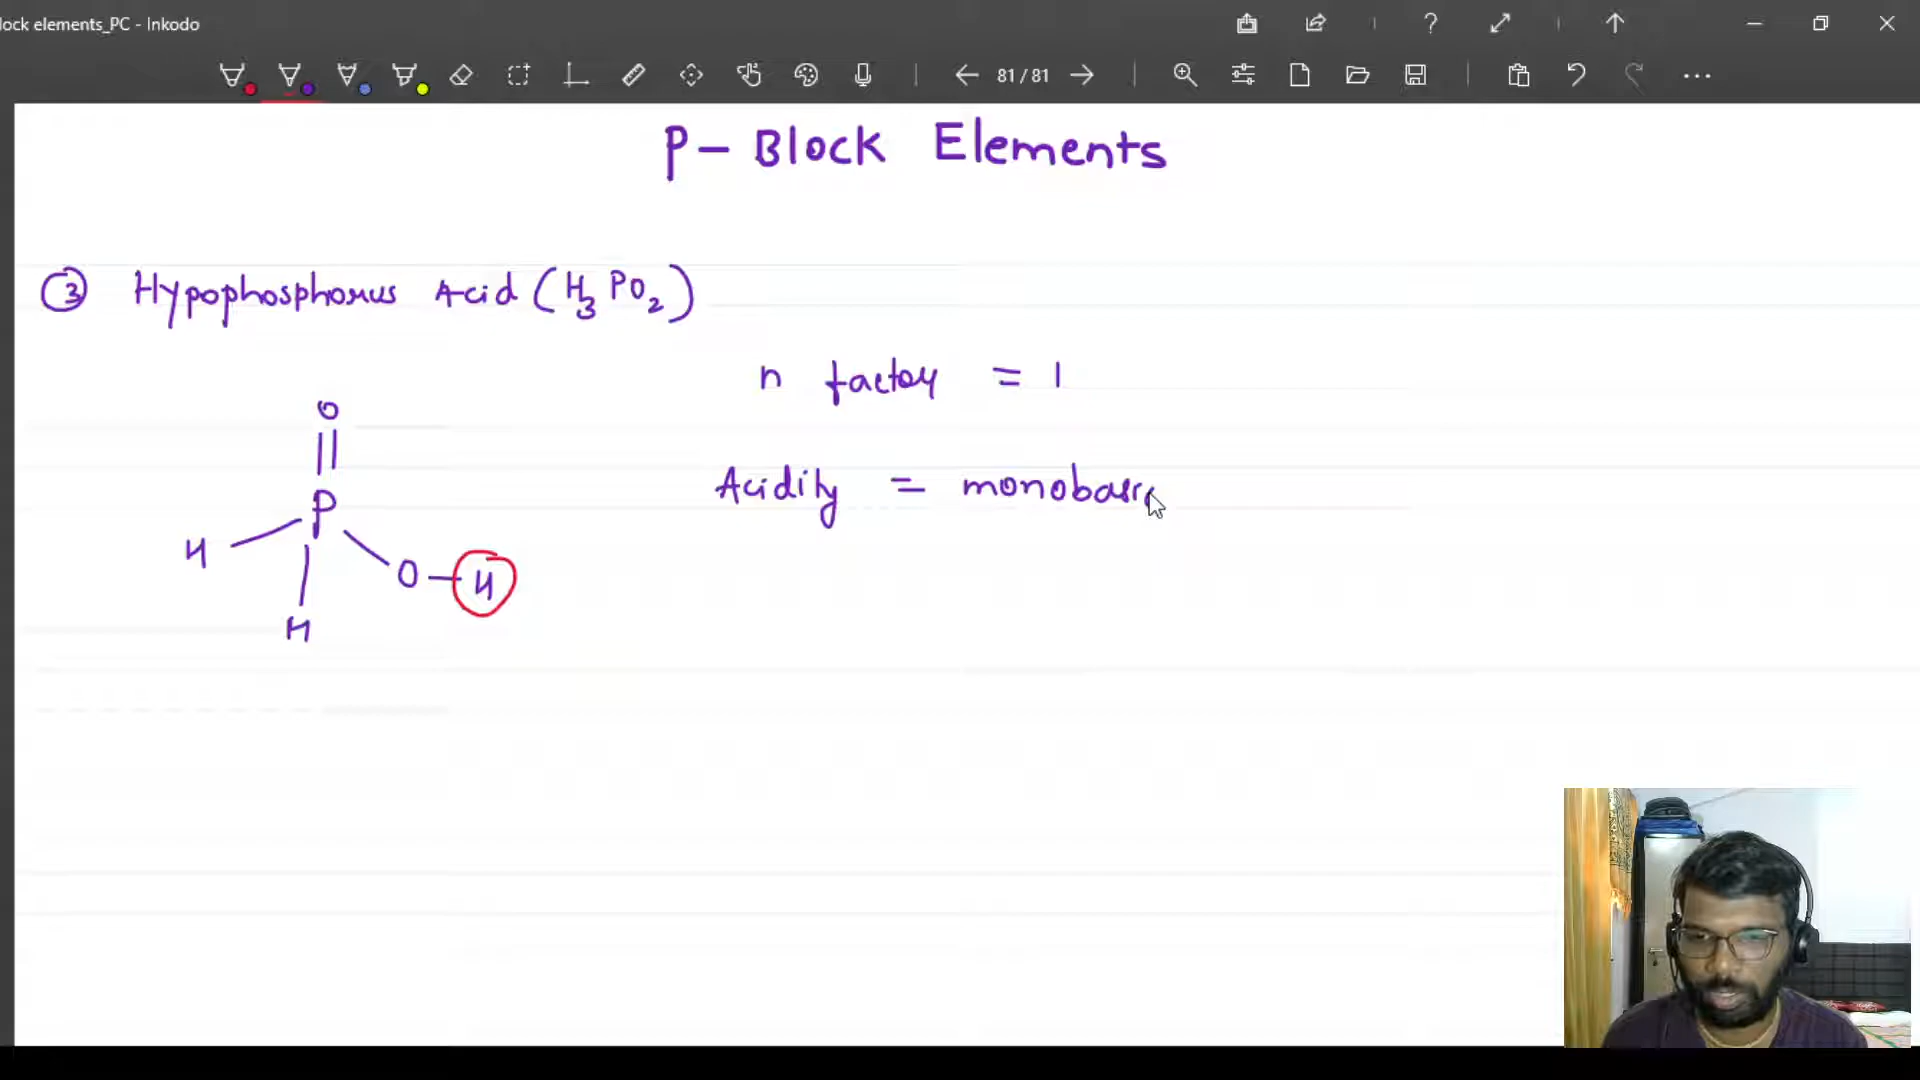 lock elements_PC - Inkodo
81 / 81
P - Block Elements
③ Hypophosphorus Acid (H₃PO₂)
n factor = 1
O
P
H
O - H
H
Acidity = monobasic